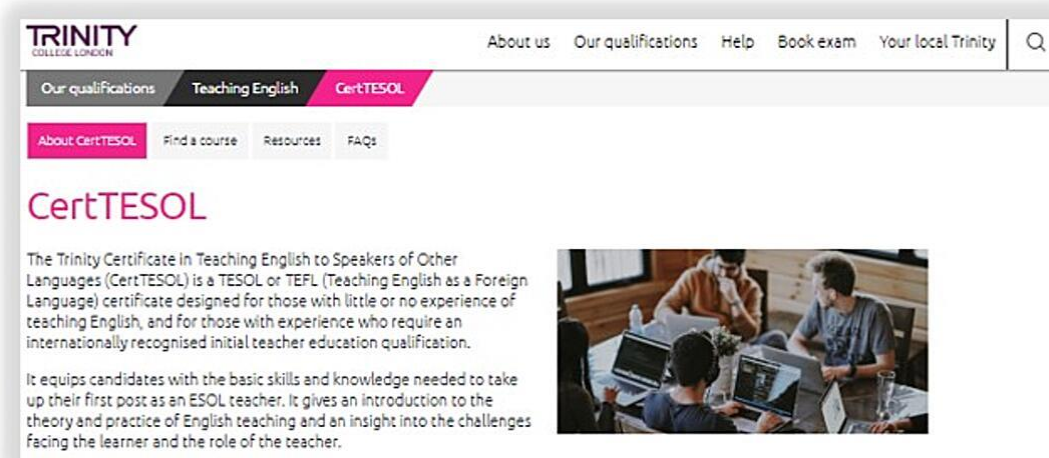 TRINITY
COLLEGE LONDON
About us Our qualifications Help Book exam Your local Trinity
Our qualifications Teaching English CertTESOL
About CertTESOL Find a course Resources FAQs
CertTESOL
The Trinity Certificate in Teaching English to Speakers of Other
Languages (CertTESOL) is a TESOL or TEFL (Teaching English as a Foreign
Language) certificate designed for those with little or no experience of
teaching English, and for those with experience who require an
internationally recognised initial teacher education qualification.
It equips candidates with the basic skills and knowledge needed to take
up their first post as an ESOL teacher. It gives an introduction to the
theory and practice of English teaching and an insight into the challenges
facing the learner and the role of the teacher.